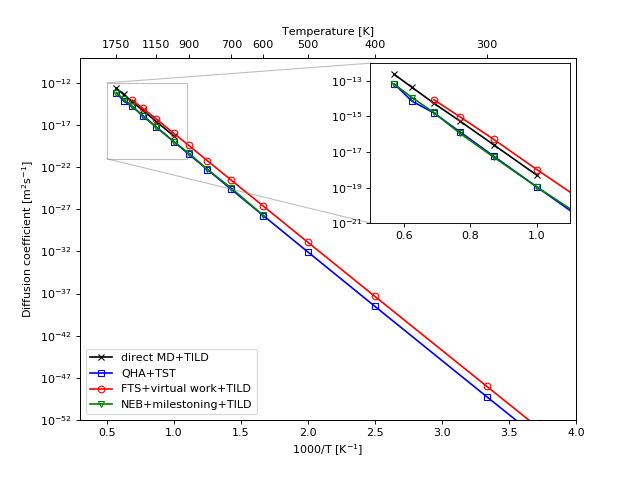 Temperature [K]
1750 1150 900 700 600 500 400 300
10⁻¹²
10⁻¹⁷
10⁻²²
10⁻²⁷
10⁻³²
10⁻³⁷
10⁻⁴²
10⁻⁴⁷
10⁻⁵²
Diffusion coefficient [m²s⁻¹]
10⁻¹³
10⁻¹⁵
10⁻¹⁷
10⁻¹⁹
10⁻²¹
0.6 0.8 1.0
direct MD+TILD
QHA+TST
FTS+virtual work+TILD
NEB+milestoning+TILD
0.5 1.0 1.5 2.0 2.5 3.0 3.5 4.0
1000/T [K⁻¹]